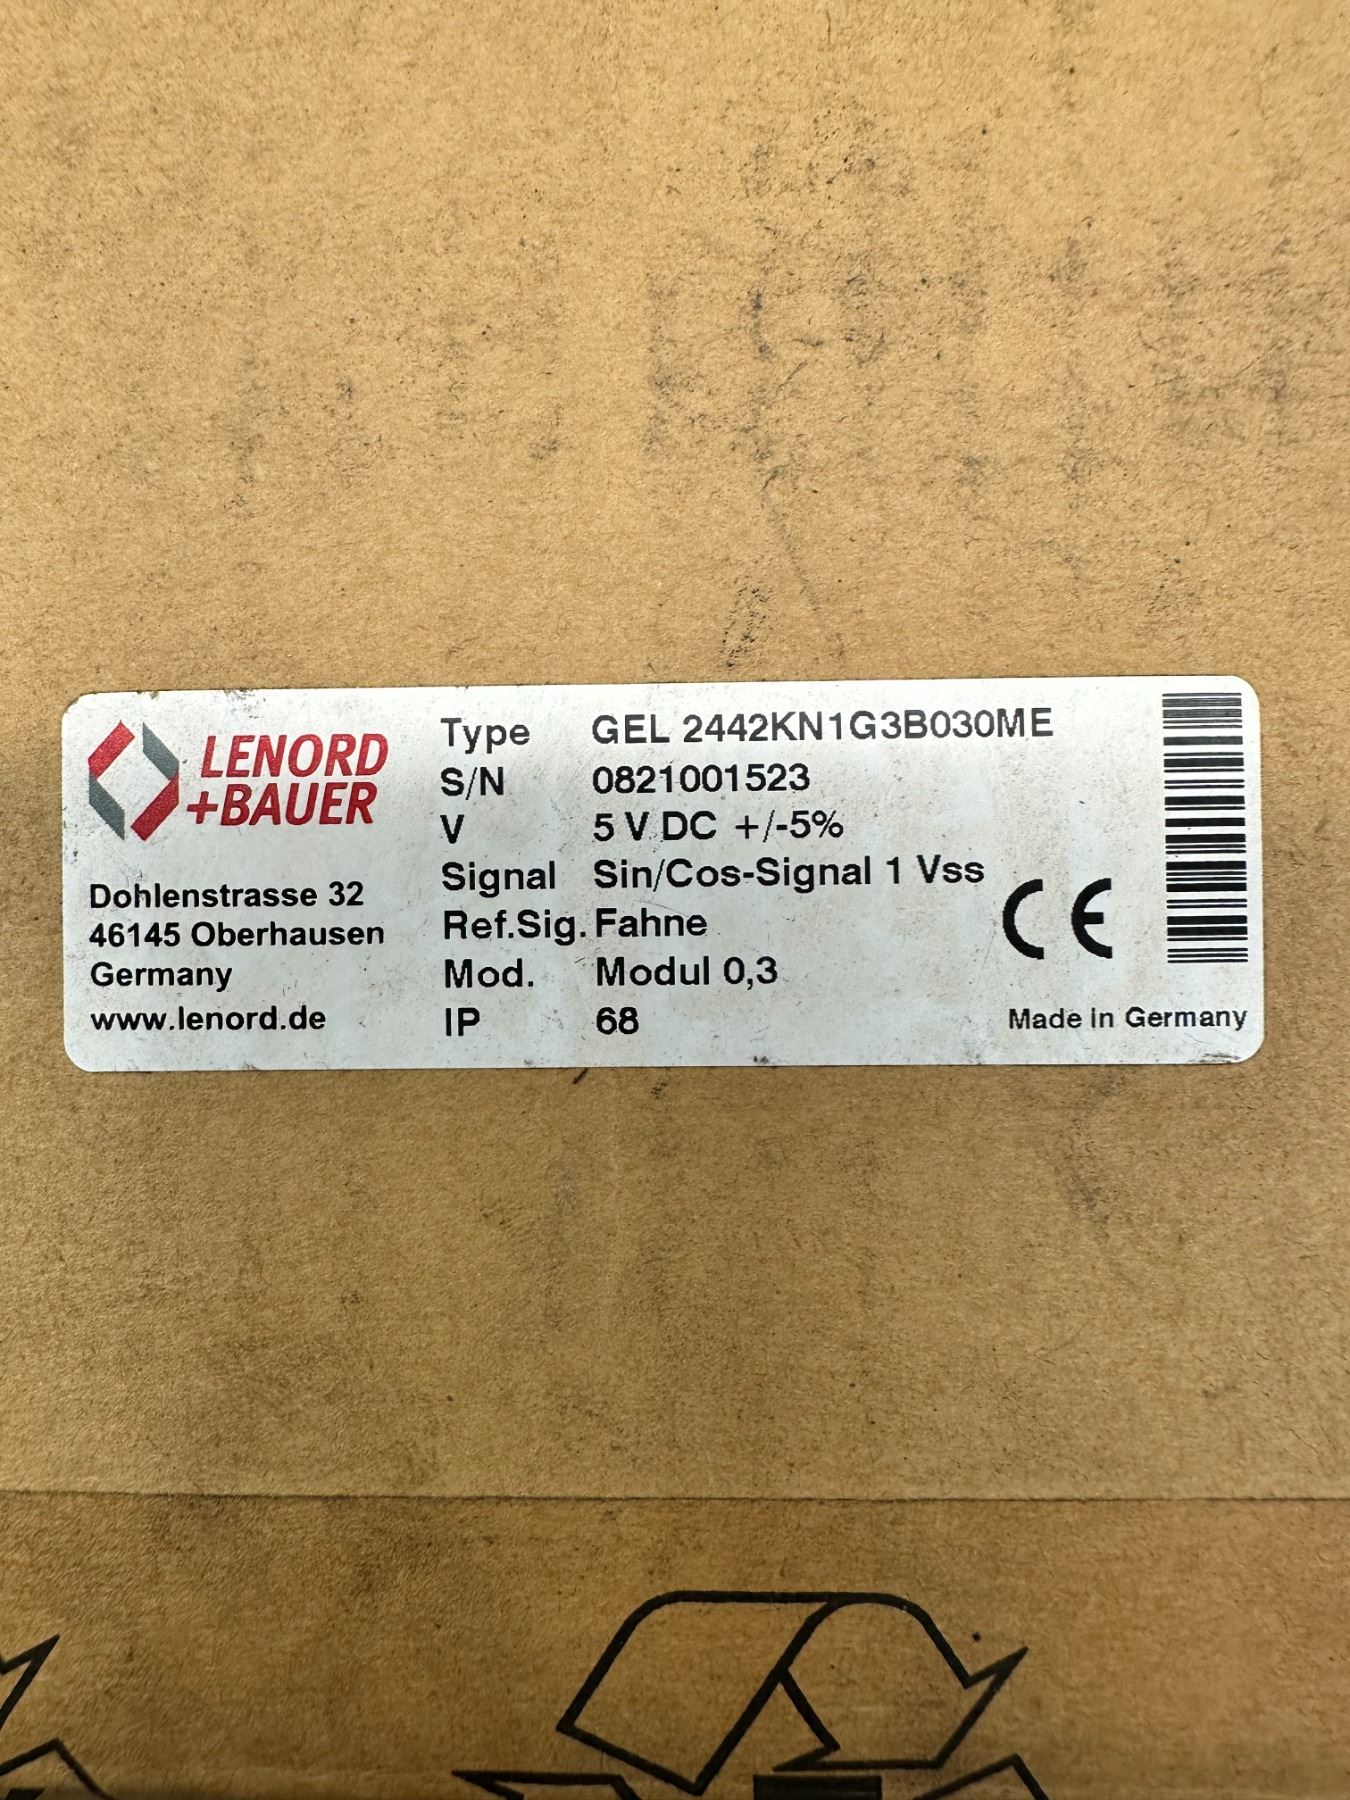 LENORD
+BAUER
Dohlenstrasse 32
46145 Oberhausen
Germany
www.lenord.de
Type GEL 2442KN1G3B030ME
S/N 0821001523
V 5 V DC +/-5%
Signal Sin/Cos-Signal 1 Vss
Ref.Sig. Fahne
Mod. Modul 0,3
IP 68
CE
Made in Germany